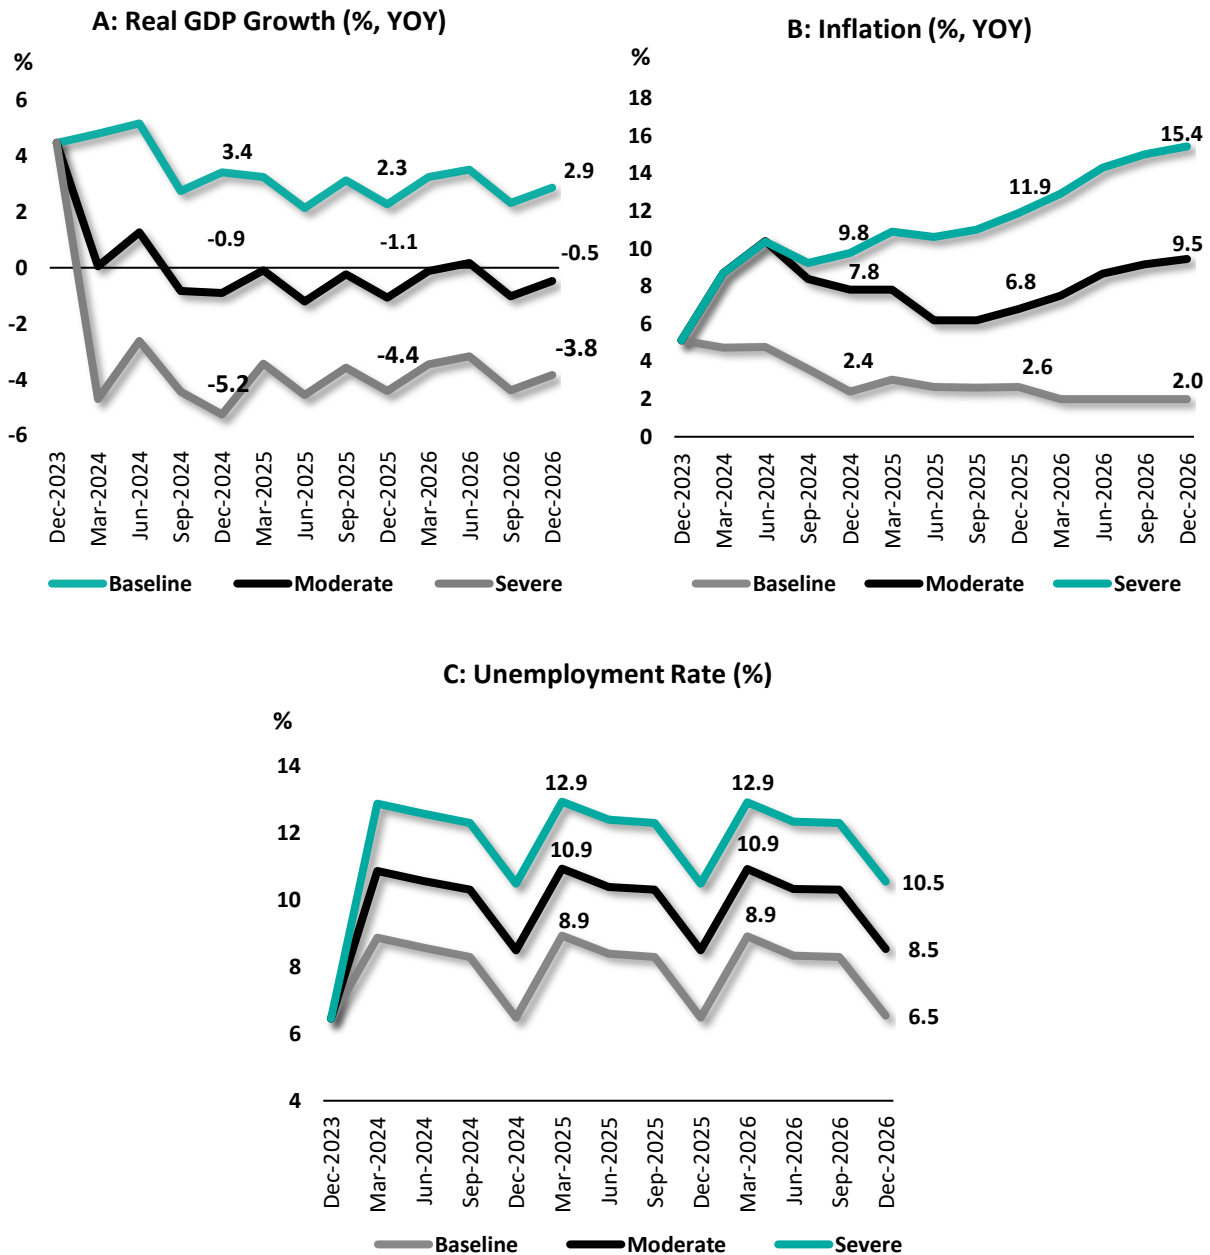 A: Real GDP Growth (%, YOY)
%
6
4
2
0
-2
-4
-6
3.4
2.3
2.9
-0.9
-1.1
-0.5
-5.2
-4.4
-3.8
Dec-2023
Mar-2024
Jun-2024
Sep-2024
Dec-2024
Mar-2025
Jun-2025
Sep-2025
Dec-2025
Mar-2026
Jun-2026
Sep-2026
Dec-2026
Baseline Moderate Severe
B: Inflation (%, YOY)
%
18
16
14
12
10
8
6
4
2
0
9.8
11.9
15.4
7.8
6.8
9.5
2.4
2.6
2.0
Dec-2023
Mar-2024
Jun-2024
Sep-2024
Dec-2024
Mar-2025
Jun-2025
Sep-2025
Dec-2025
Mar-2026
Jun-2026
Sep-2026
Dec-2026
Baseline Moderate Severe
C: Unemployment Rate (%)
%
14
12
10
8
6
4
12.9
12.9
10.5
10.9
10.9
8.5
8.9
8.9
6.5
Dec-2023
Mar-2024
Jun-2024
Sep-2024
Dec-2024
Mar-2025
Jun-2025
Sep-2025
Dec-2025
Mar-2026
Jun-2026
Sep-2026
Dec-2026
Baseline Moderate Severe